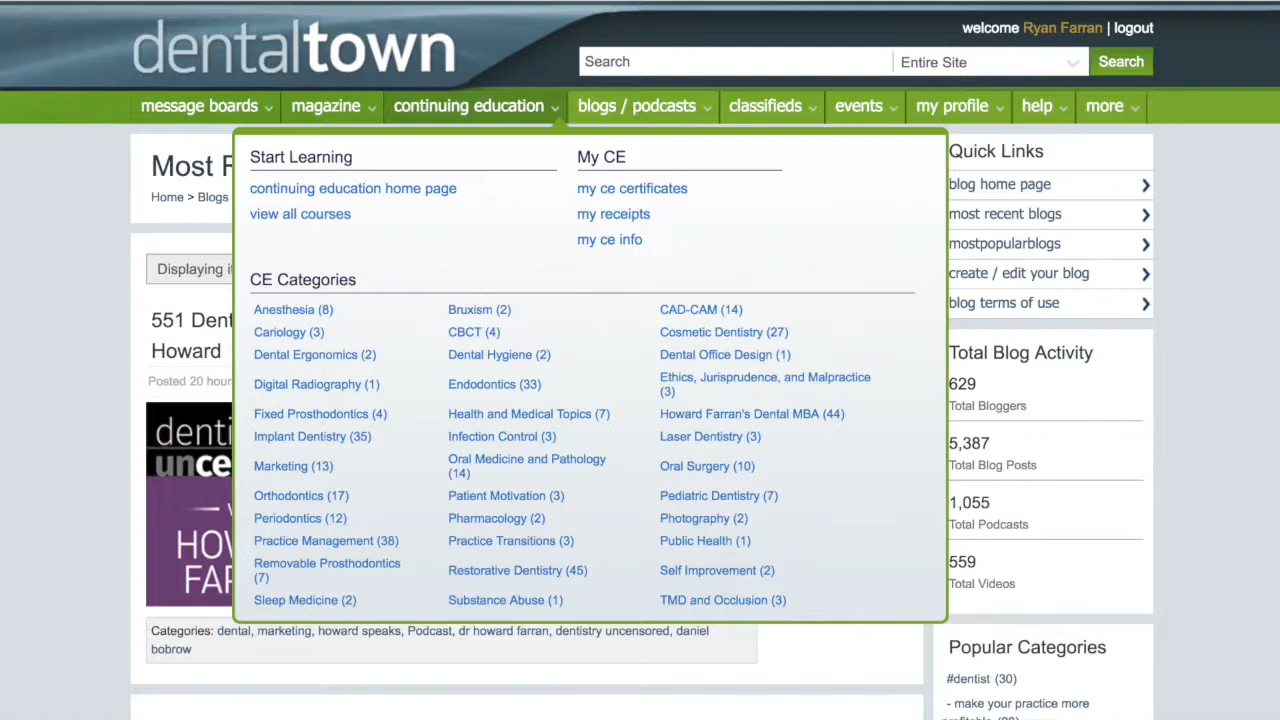 dentaltown
welcome Ryan Farran | logout
Search Entire Site Search
message boards magazine continuing education blogs / podcasts classifieds events my profile help more
Most R
Home > Blogs
Displaying it
551 Dent
Howard
Posted 20 hour
denti
unce
HOW
FAR
Start Learning
continuing education home page
view all courses
My CE
my ce certificates
my receipts
my ce info
CE Categories
Anesthesia (8) Bruxism (2) CAD-CAM (14)
Cariology (3) CBCT (4) Cosmetic Dentistry (27)
Dental Ergonomics (2) Dental Hygiene (2) Dental Office Design (1)
Digital Radiography (1) Endodontics (33) Ethics, Jurisprudence, and Malpractice
(3)
Fixed Prosthodontics (4) Health and Medical Topics (7) Howard Farran's Dental MBA (44)
Implant Dentistry (35) Infection Control (3) Laser Dentistry (3)
Marketing (13) Oral Medicine and Pathology
(14) Oral Surgery (10)
Orthodontics (17) Patient Motivation (3) Pediatric Dentistry (7)
Periodontics (12) Pharmacology (2) Photography (2)
Practice Management (38) Practice Transitions (3) Public Health (1)
Removable Prosthodontics
(7) Restorative Dentistry (45) Self Improvement (2)
Sleep Medicine (2) Substance Abuse (1) TMD and Occlusion (3)
Categories: dental, marketing, howard speaks, Podcast, dr howard farran, dentistry uncensored, daniel
bobrow
Quick Links
blog home page
most recent blogs
mostpopularblogs
create / edit your blog
blog terms of use
Total Blog Activity
629
Total Bloggers
5,387
Total Blog Posts
1,055
Total Podcasts
559
Total Videos
Popular Categories
#dentist (30)
- make your practice more